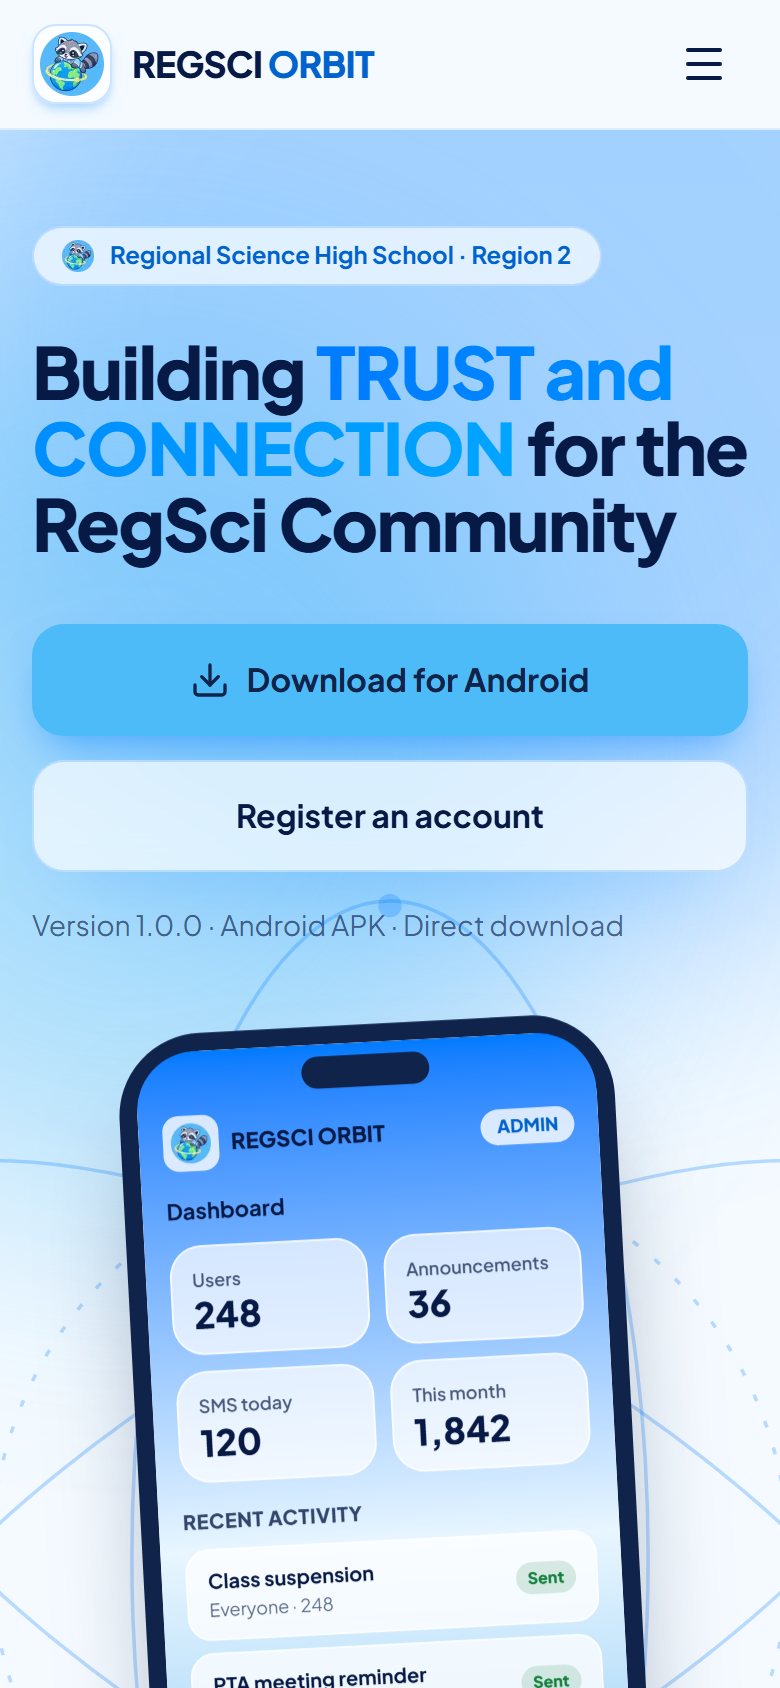 REGSCI ORBIT
Regional Science High School · Region 2
Building TRUST and
CONNECTION for the
RegSci Community
Download for Android
Register an account
Version 1.0.0 · Android APK · Direct download
REGSCI ORBIT
ADMIN
Dashboard
Users
248
Announcements
36
SMS today
120
This month
1,842
RECENT ACTIVITY
Class suspension
Everyone · 248
Sent
PTA meeting reminder
Sent